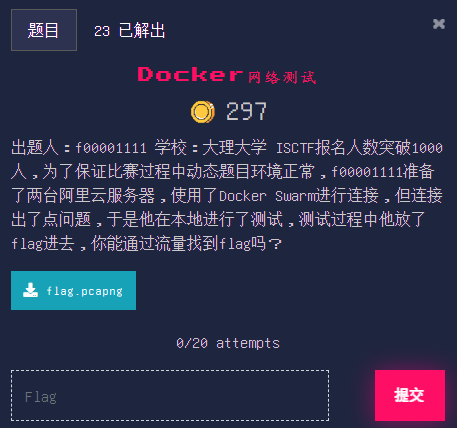 题目 23 已解出 ×
Docker网络测试
297
出题人：f00001111 学校：大理大学 ISCTF报名人数突破1000
人，为了保证比赛过程中动态题目环境正常，f00001111准备
了两台阿里云服务器，使用了Docker Swarm进行连接，但连接
出了点问题，于是他在本地进行了测试，测试过程中他放了
flag进去，你能通过流量找到flag吗？
flag.pcapng
0/20 attempts
Flag 提交